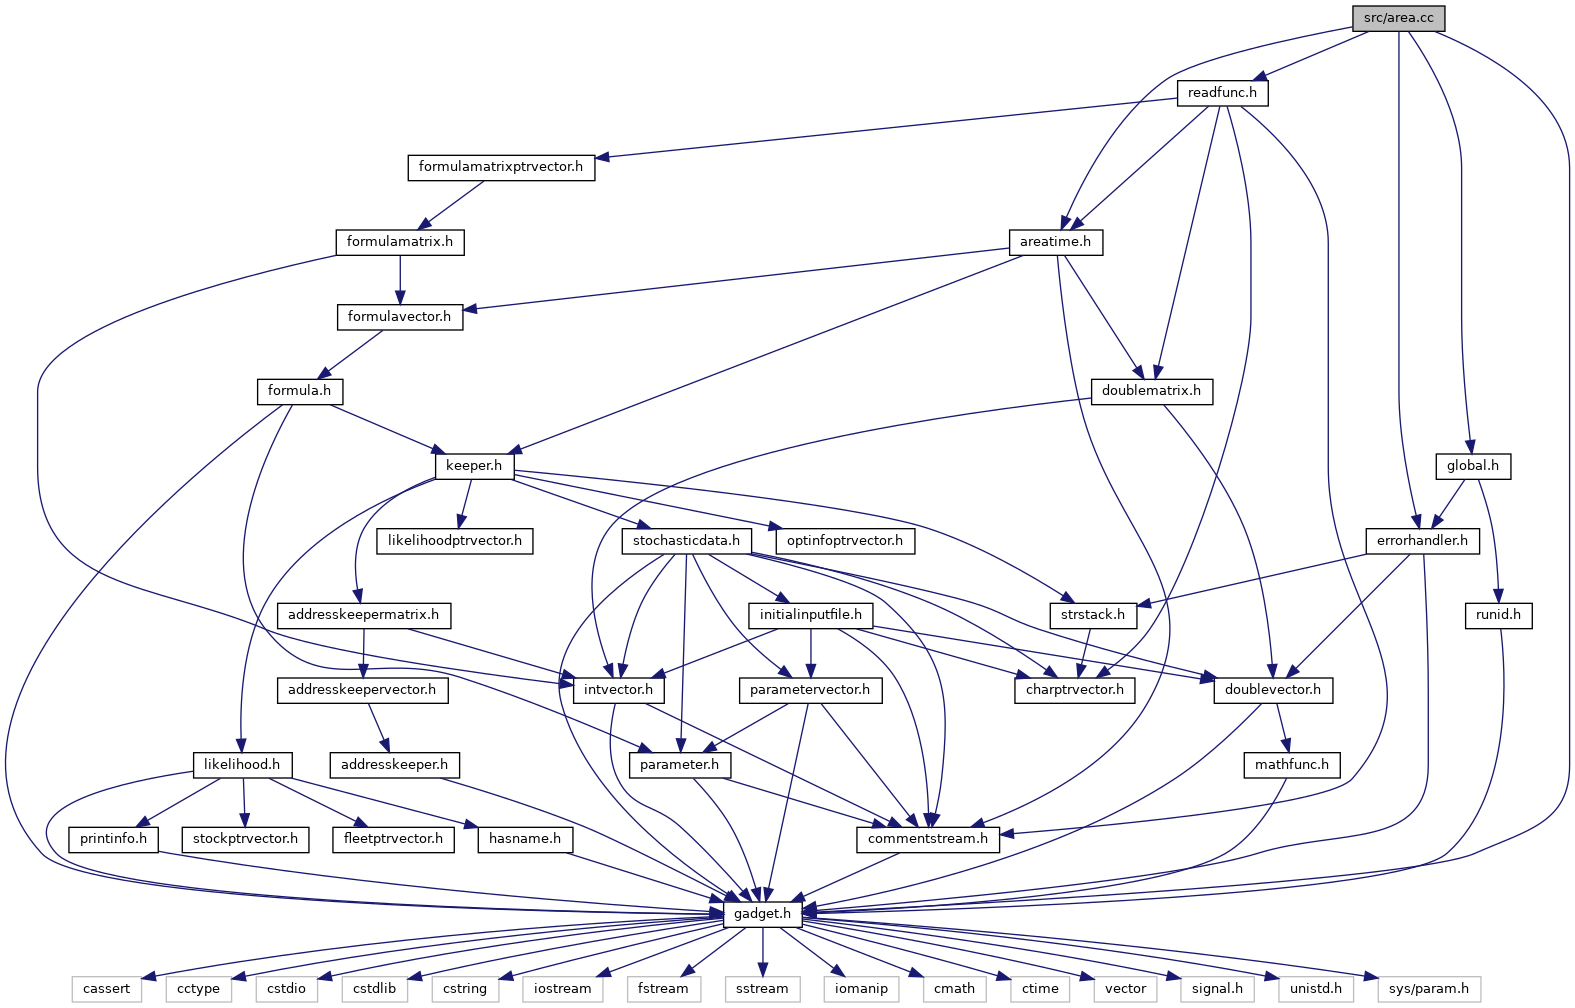 src/area.cc
readfunc.h
formulamatrixptrvector.h
formulamatrix.h
areatime.h
formulavector.h
formula.h
doublematrix.h
keeper.h
global.h
likelihoodptrvector.h
stochasticdata.h
optinfoptrvector.h
errorhandler.h
addresskeepermatrix.h
initialinputfile.h
strstack.h
runid.h
addresskeepervector.h
intvector.h
parametervector.h
charptrvector.h
doublevector.h
likelihood.h
addresskeeper.h
parameter.h
mathfunc.h
printinfo.h
stockptrvector.h
fleetptrvector.h
hasname.h
commentstream.h
gadget.h
cassert
cctype
cstdio
cstdlib
cstring
iostream
fstream
sstream
iomanip
cmath
ctime
vector
signal.h
unistd.h
sys/param.h